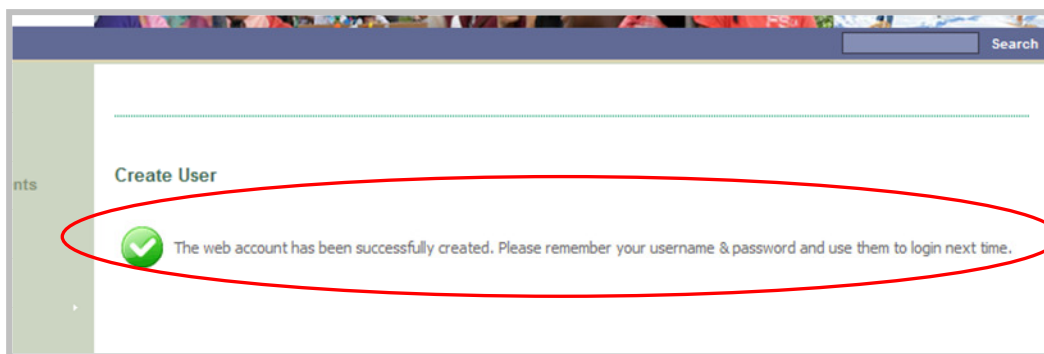 Search
nts
Create User
The web account has been successfully created. Please remember your username & password and use them to login next time.